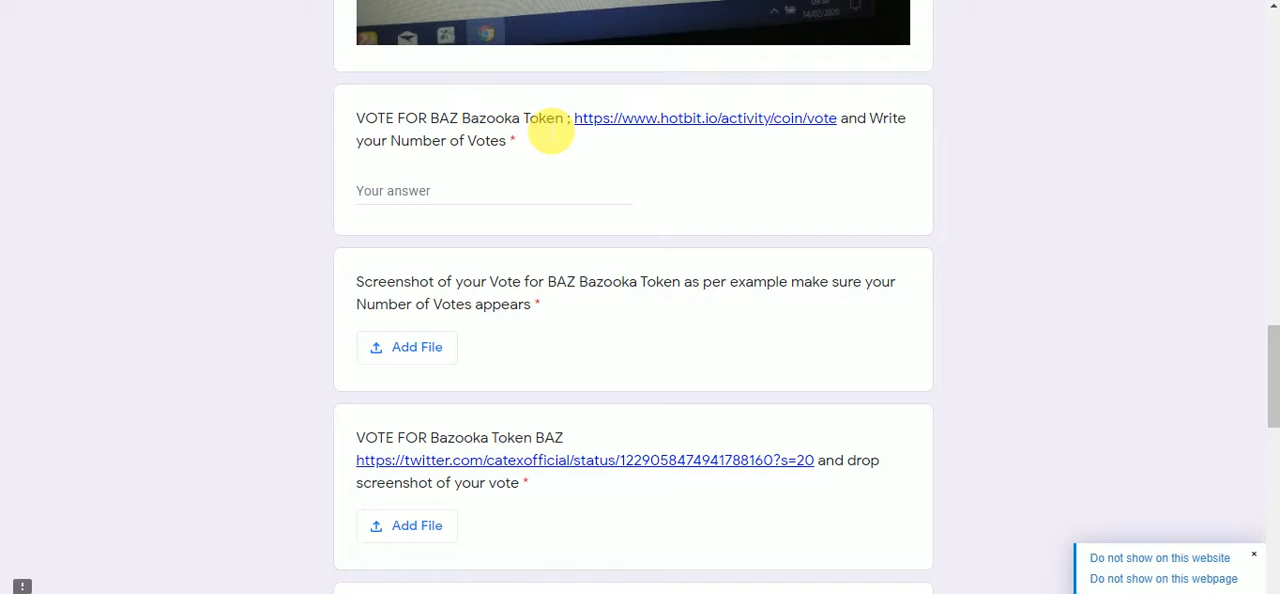 14/02/2020
VOTE FOR BAZ Bazooka Token : https://www.hotbit.io/activity/coin/vote and Write
your Number of Votes *
Your answer
Screenshot of your Vote for BAZ Bazooka Token as per example make sure your
Number of Votes appears *
Add File
VOTE FOR Bazooka Token BAZ
https://twitter.com/catexofficial/status/1229058474941788160?s=20 and drop
screenshot of your vote *
Add File
Do not show on this website
×
Do not show on this webpage
!